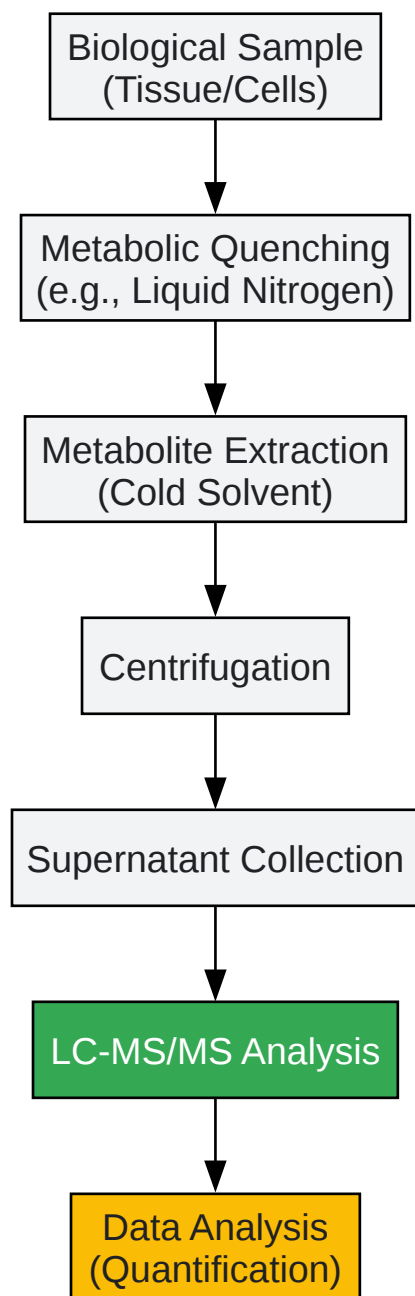 Biological Sample
(Tissue/Cells)
Metabolic Quenching
(e.g., Liquid Nitrogen)
Metabolite Extraction
(Cold Solvent)
Centrifugation
Supernatant Collection
LC-MS/MS Analysis
Data Analysis
(Quantification)